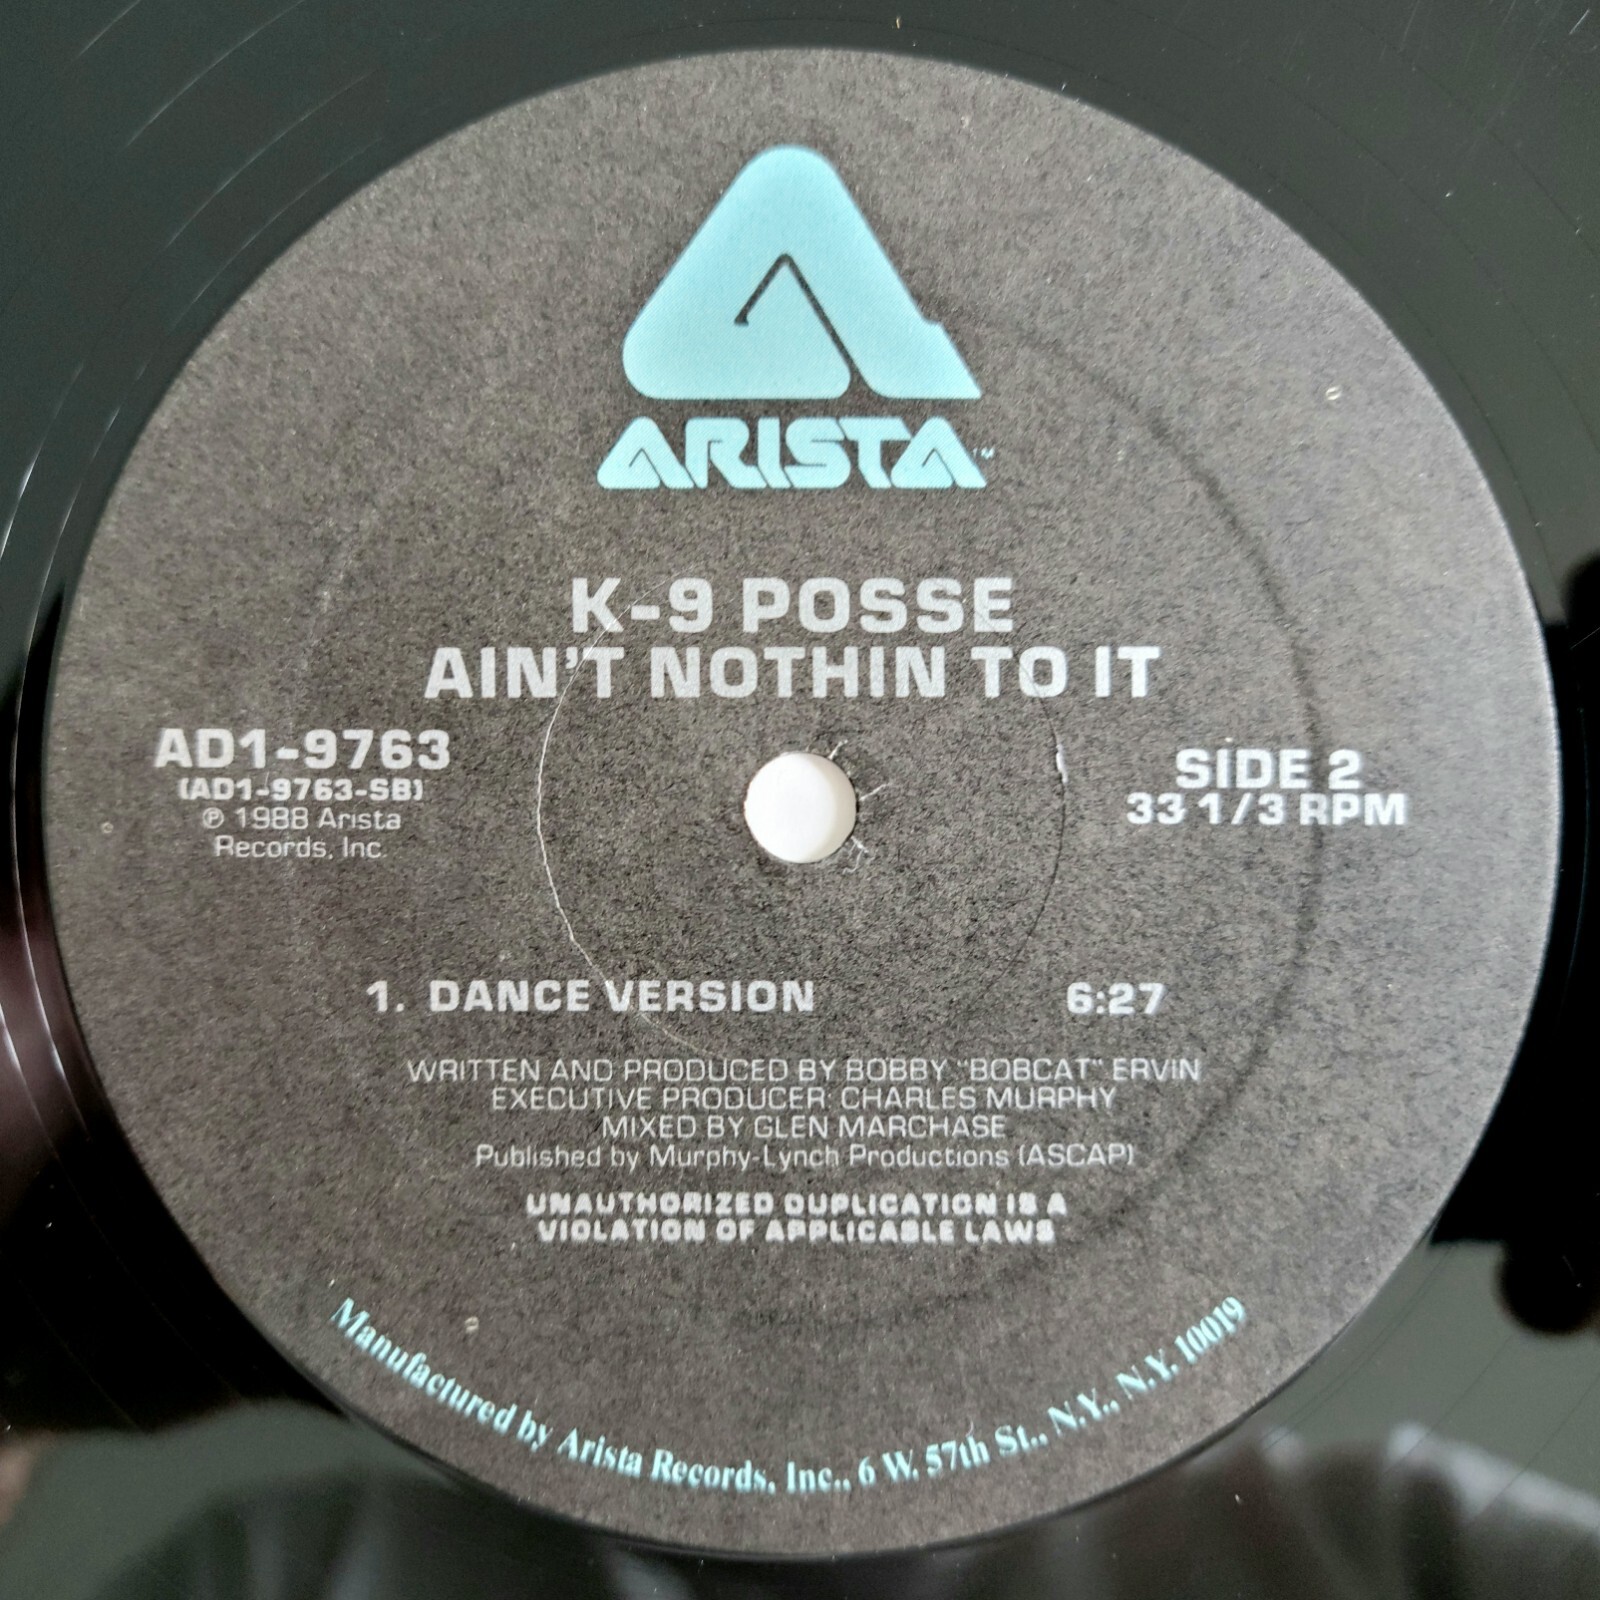 ARISTA™
K-9 POSSE
AIN'T NOTHIN TO IT
AD1-9763
(AD1-9763-SB)
℗ 1988 Arista
Records, Inc.
SIDE 2
33 1/3 RPM
1. DANCE VERSION 6:27
WRITTEN AND PRODUCED BY BOBBY "BOBCAT" ERVIN
EXECUTIVE PRODUCER: CHARLES MURPHY
MIXED BY GLEN MARCHASE
Published by Murphy-Lynch Productions (ASCAP)
UNAUTHORIZED DUPLICATION IS A
VIOLATION OF APPLICABLE LAWS
Manufactured by Arista Records, Inc., 6 W. 57th St., N.Y., N.Y. 10019